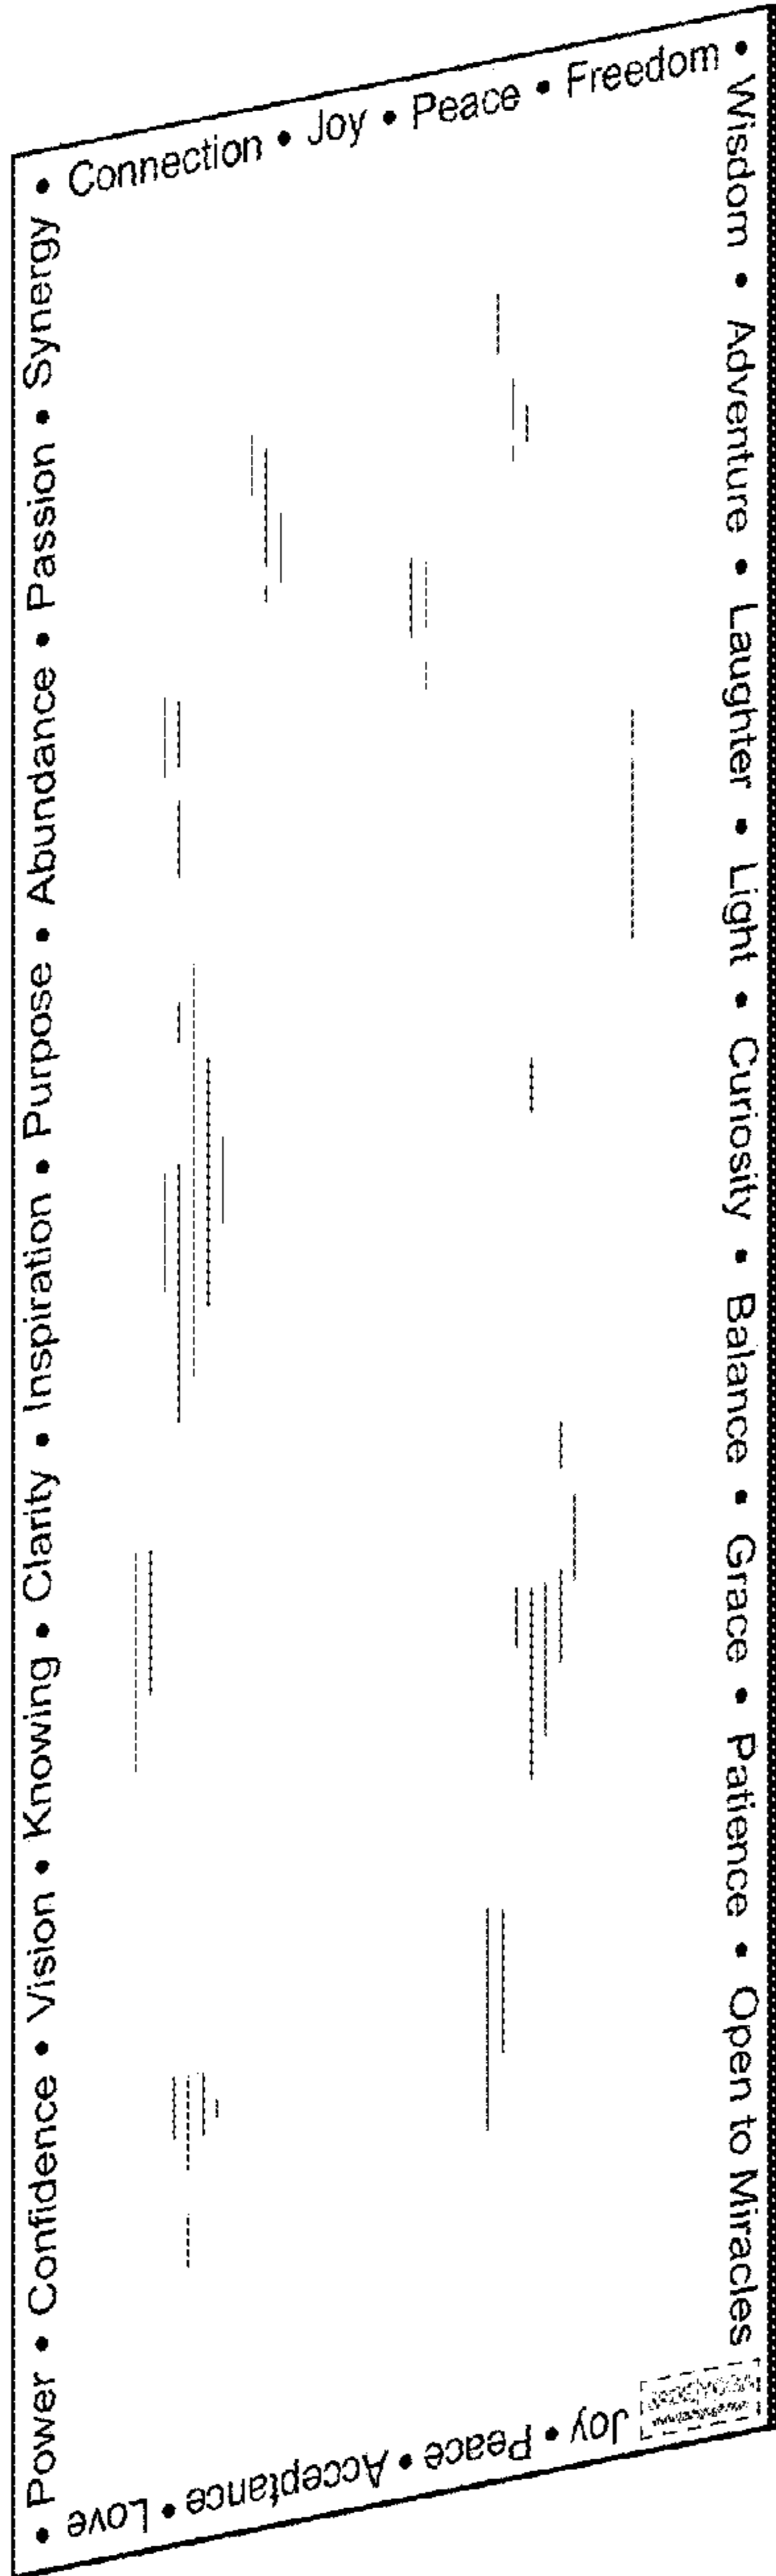 • Connection • Joy • Peace • Freedom •
Wisdom • Adventure • Laughter • Light • Curiosity • Balance • Grace • Patience • Open to Miracles
Joy • Peace • Acceptance • Love
• Power • Confidence • Vision • Knowing • Clarity • Inspiration • Purpose • Abundance • Passion • Synergy